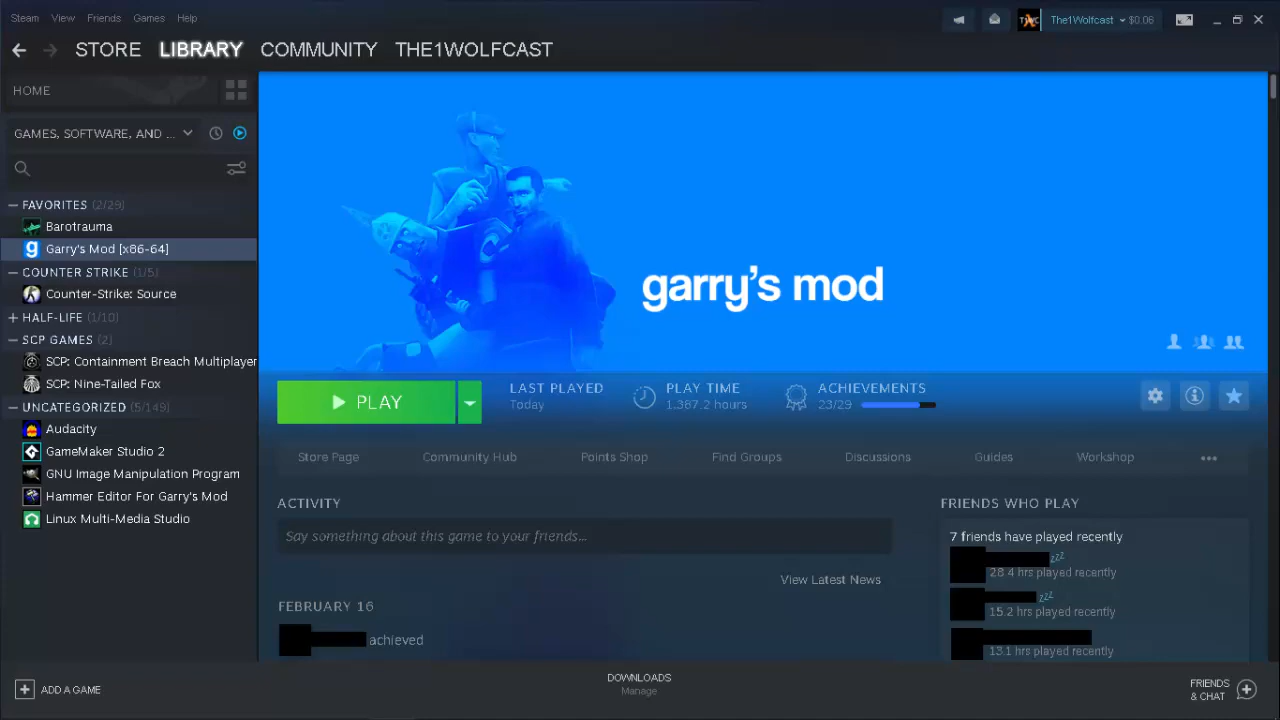 Steam View Friends Games Help
The1Wolfcast $0.06
STORE LIBRARY COMMUNITY THE1WOLFCAST
HOME
GAMES, SOFTWARE, AND ...
FAVORITES (2/29)
Barotrauma
Garry's Mod [x86-64]
COUNTER STRIKE (1/5)
Counter-Strike: Source
HALF-LIFE (1/10)
SCP GAMES (2)
SCP: Containment Breach Multiplayer
SCP: Nine-Tailed Fox
UNCATEGORIZED (5/149)
Audacity
GameMaker Studio 2
GNU Image Manipulation Program
Hammer Editor For Garry's Mod
Linux Multi-Media Studio
garry's mod
PLAY
LAST PLAYED
Today
PLAY TIME
1,387.2 hours
ACHIEVEMENTS
23/29
Store Page Community Hub Points Shop Find Groups Discussions Guides Workshop
ACTIVITY
Say something about this game to your friends...
View Latest News
FEBRUARY 16
achieved
FRIENDS WHO PLAY
7 friends have played recently
zzz
28.4 hrs played recently
zzz
15.2 hrs played recently
13.1 hrs played recently
ADD A GAME
DOWNLOADS
Manage
FRIENDS
& CHAT